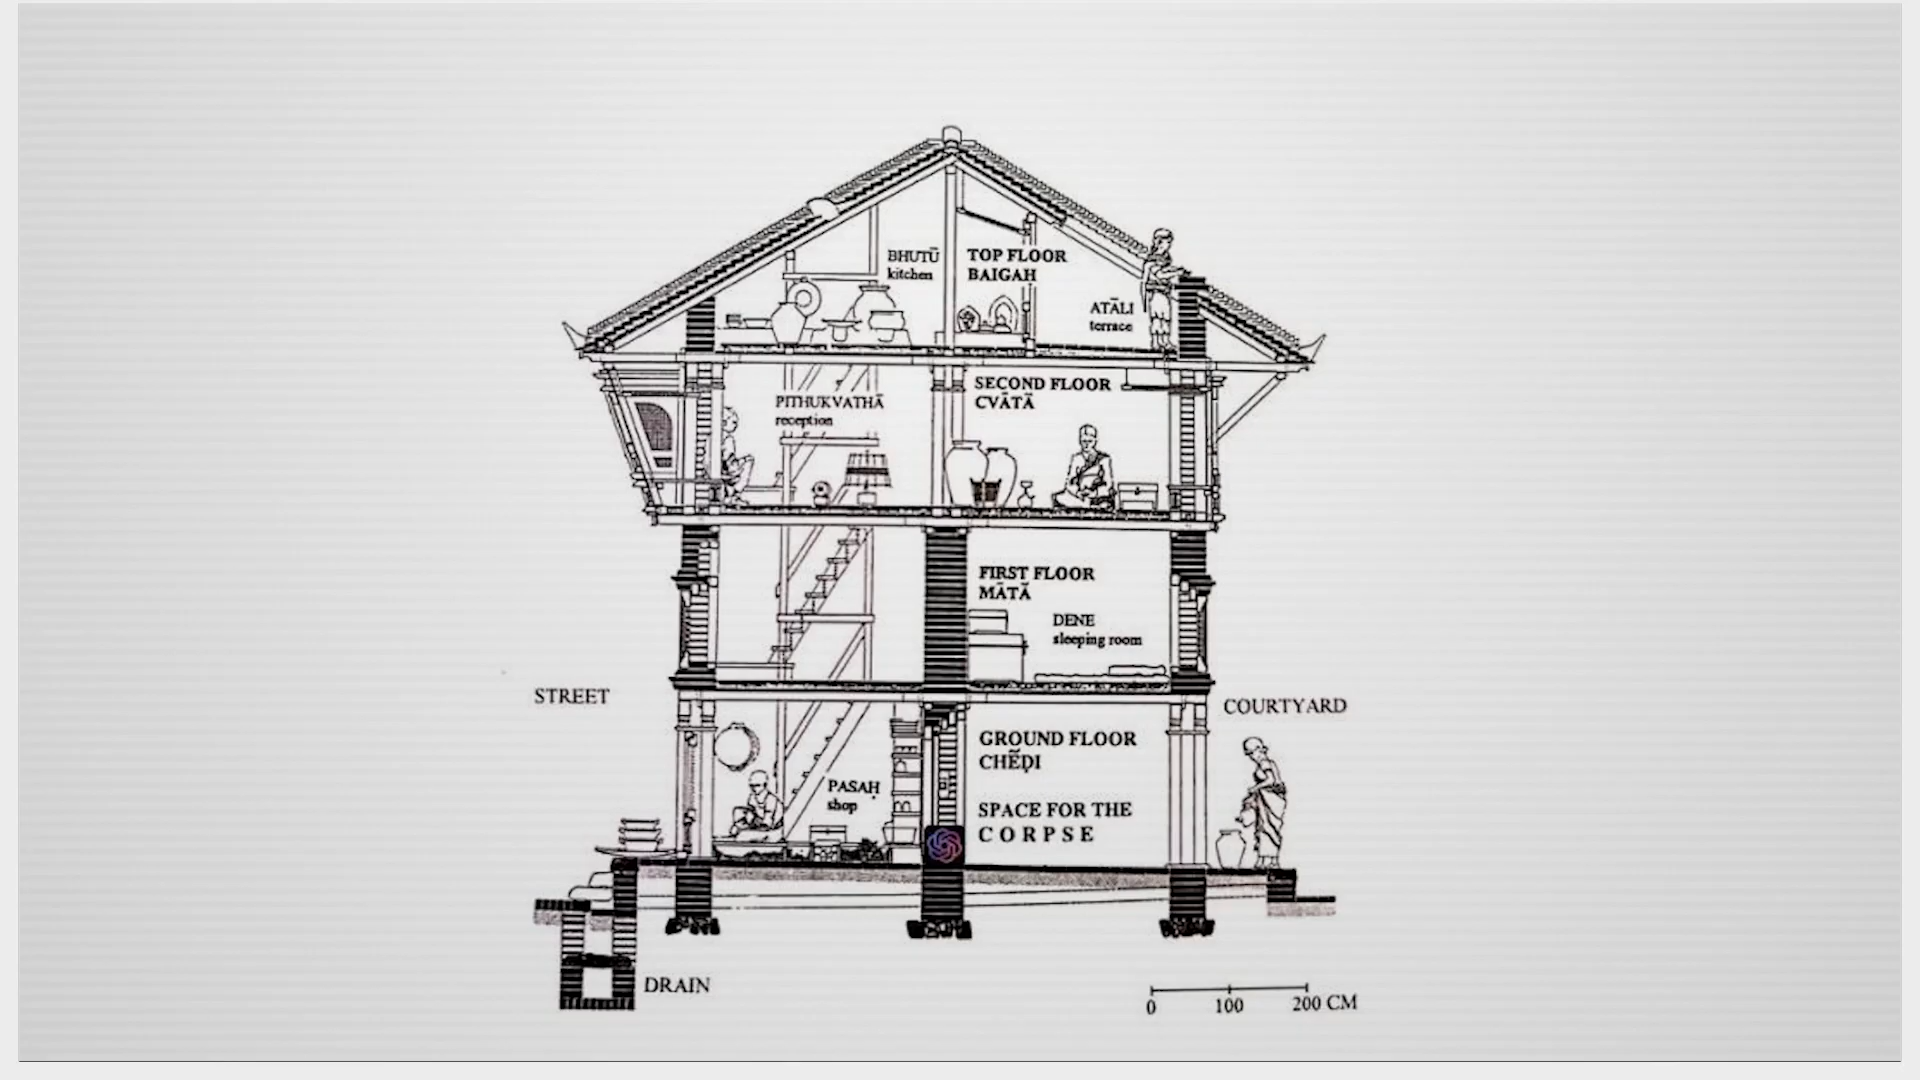 BHUTŪ
kitchen
TOP FLOOR
BAIGAH
ATĀLI
terrace
PITHUKVATHĀ
reception
SECOND FLOOR
CVĀTĀ
FIRST FLOOR
MĀTĀ
DENE
sleeping room
STREET
COURTYARD
GROUND FLOOR
CHẼḌI
PASAḤ
shop
SPACE FOR THE
CORPSE
DRAIN
0 100 200 CM